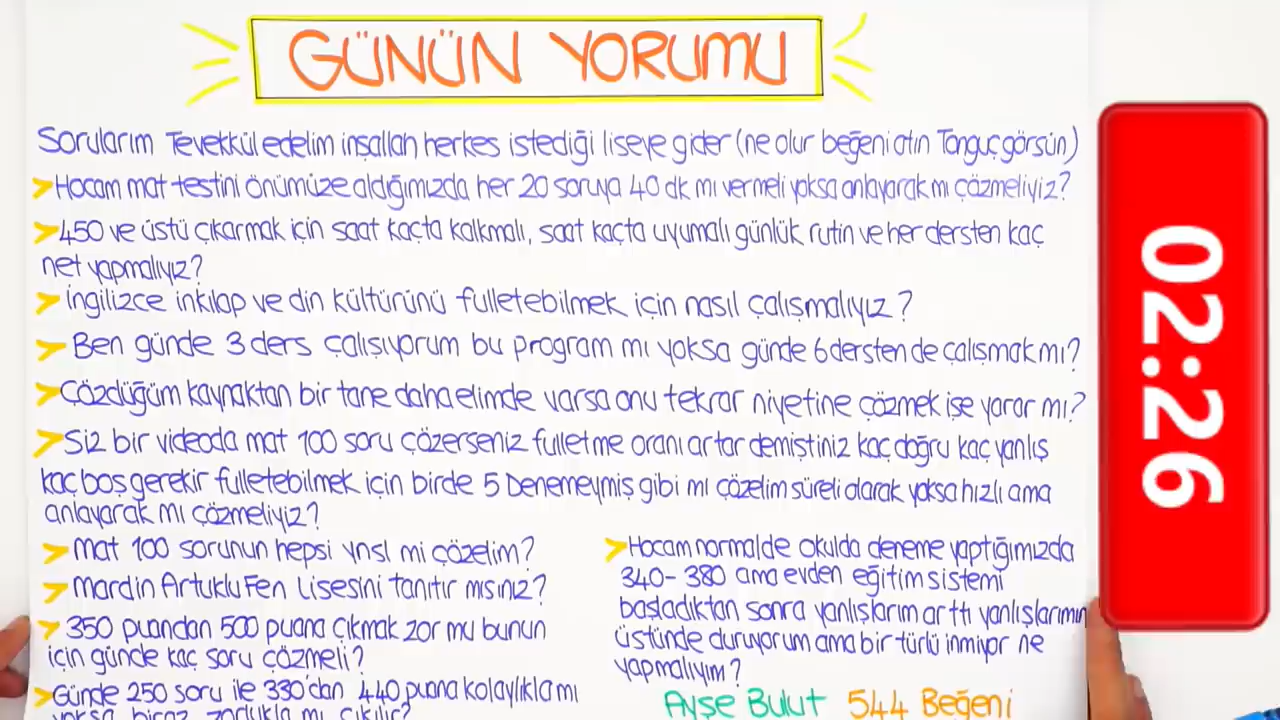 GÜNÜN YORUMU
Sorularım Tevekkül edelim inşallah herkes istediği liseye gider (ne olur beğeni atın Tonguç görsün)
> Hocam mat testini önümüze aldığımızda her 20 soruya 40 dk mı vermeli yoksa anlayarak mı çözmeliyiz?
> 450 ve üstü çıkarmak için saat kaçta kalkmalı, saat kaçta uyumalı günlük rutin ve her dersten kaç
net yapmalıyız?
> İngilizce inkılap ve din kültürünü fulletebilmek için nasıl çalışmalıyız?
> Ben günde 3 ders çalışıyorum bu program mı yoksa günde 6 dersten de çalışmak mı?
> Çözdüğüm kaynaktan bir tane daha elimde varsa onu tekrar niyetine çözmek işe yarar mı?
> Siz bir videoda mat 100 soru çözerseniz fulletme oranı artar demiştiniz kaç doğru kaç yanlış
kaç boş gerekir fulletebilmek için birde 5 Denemeymiş gibi mi çözelim süreli olarak yoksa hızlı ama
anlayarak mı çözmeliyiz?
> Mat 100 sorunun hepsi ynsl mi çözelim?
> Mardin Artuklu Fen Lisesini tanıtır mısınız?
> 350 puandan 500 puana çıkmak zor mu bunun
için günde kaç soru çözmeli?
> Günde 250 soru ile 330'dan 440 puana kolaylıkla mı
yoksa biraz zorlukla mı çıkılır?
> Hocam normalde okulda deneme yaptığımızda
340-380 ama evden eğitim sistemi
başladıktan sonra yanlışlarım arttı yanlışlarımın
üstünde duruyorum ama bir türlü inmiyor ne
yapmalıyım?
Ayşe Bulut 544 Beğeni
02:26